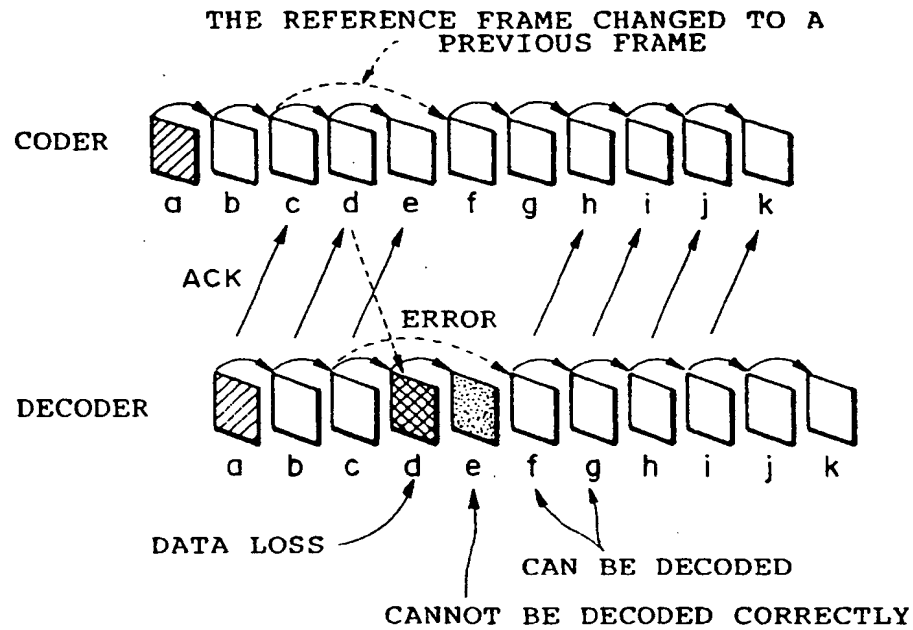 THE REFERENCE FRAME CHANGED TO A
PREVIOUS FRAME
CODER
a b c d e f g h i j k
ACK
ERROR
DECODER
a b c d e f g h i j k
DATA LOSS
CAN BE DECODED
CANNOT BE DECODED CORRECTLY